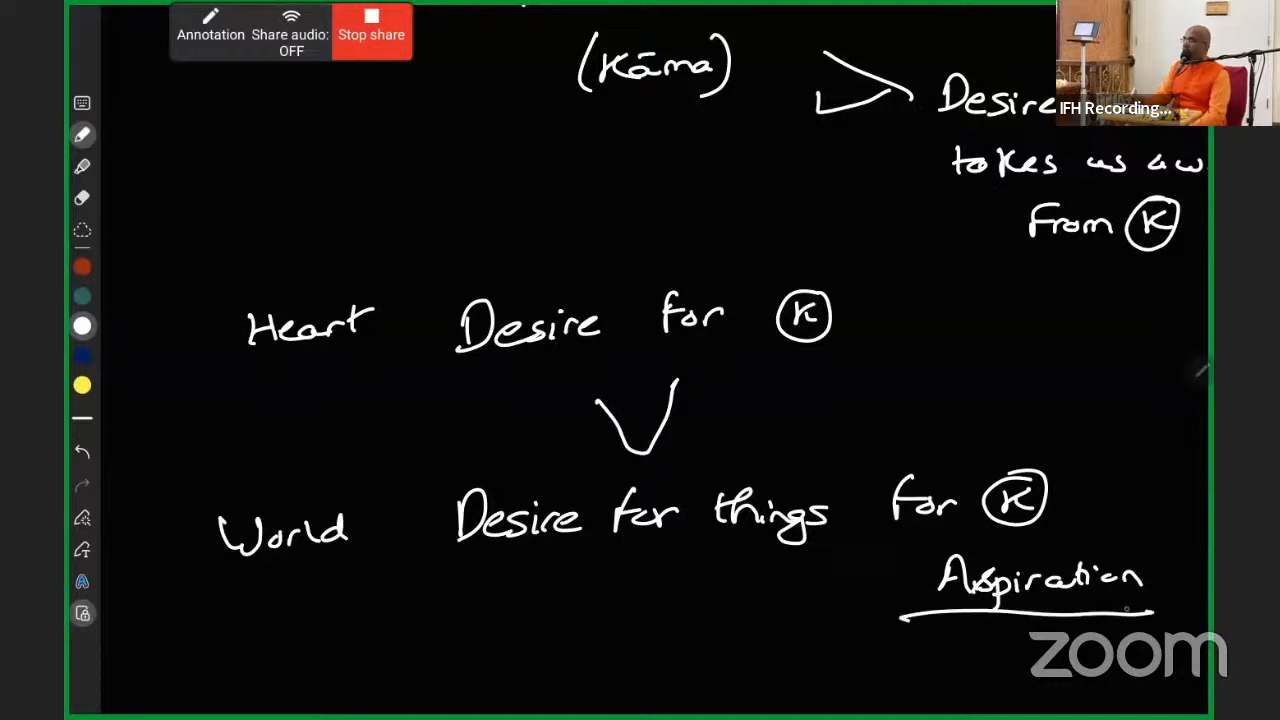 Annotation
Share audio: OFF
Stop share
IFH Recording...
(Kāma)
Desire
takes us
From K
Heart Desire for K
World Desire for things for K
Aspiration
zoom